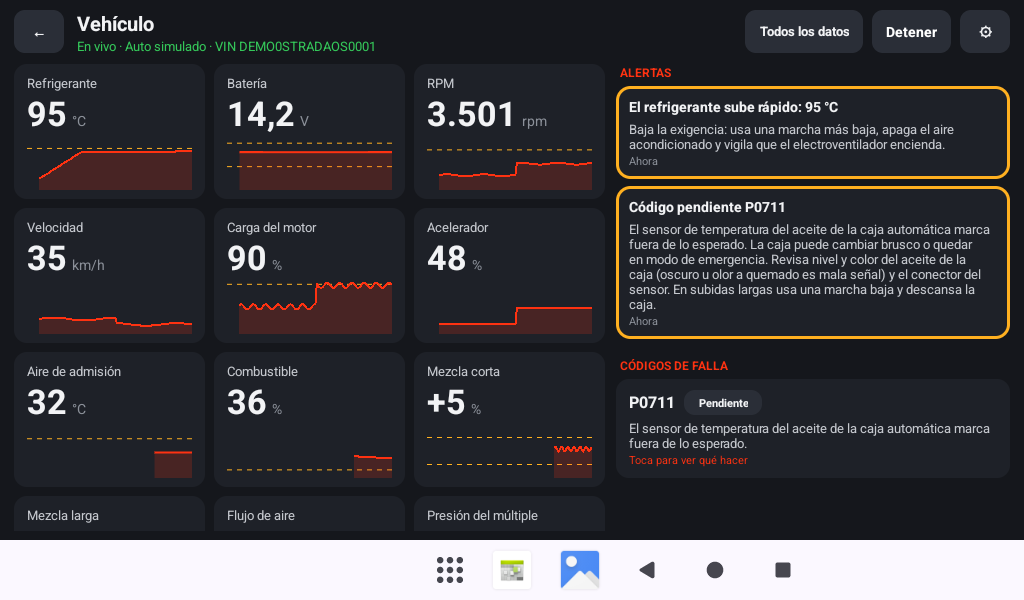 ←
Vehículo
En vivo · Auto simulado · VIN DEMO0STRADAOS0001
Todos los datos
Detener
⚙
Refrigerante
95 °C
Batería
14,2 V
RPM
3.501 rpm
Velocidad
35 km/h
Carga del motor
90 %
Acelerador
48 %
Aire de admisión
32 °C
Combustible
36 %
Mezcla corta
+5 %
Mezcla larga
Flujo de aire
Presión del múltiple
ALERTAS
El refrigerante sube rápido: 95 °C
Baja la exigencia: usa una marcha más baja, apaga el aire
acondicionado y vigila que el electroventilador encienda.
Ahora
Código pendiente P0711
El sensor de temperatura del aceite de la caja automática marca
fuera de lo esperado. La caja puede cambiar brusco o quedar
en modo de emergencia. Revisa nivel y color del aceite de la
caja (oscuro u olor a quemado es mala señal) y el conector del
sensor. En subidas largas usa una marcha baja y descansa la
caja.
Ahora
CÓDIGOS DE FALLA
P0711 Pendiente
El sensor de temperatura del aceite de la caja automática marca
fuera de lo esperado.
Toca para ver qué hacer